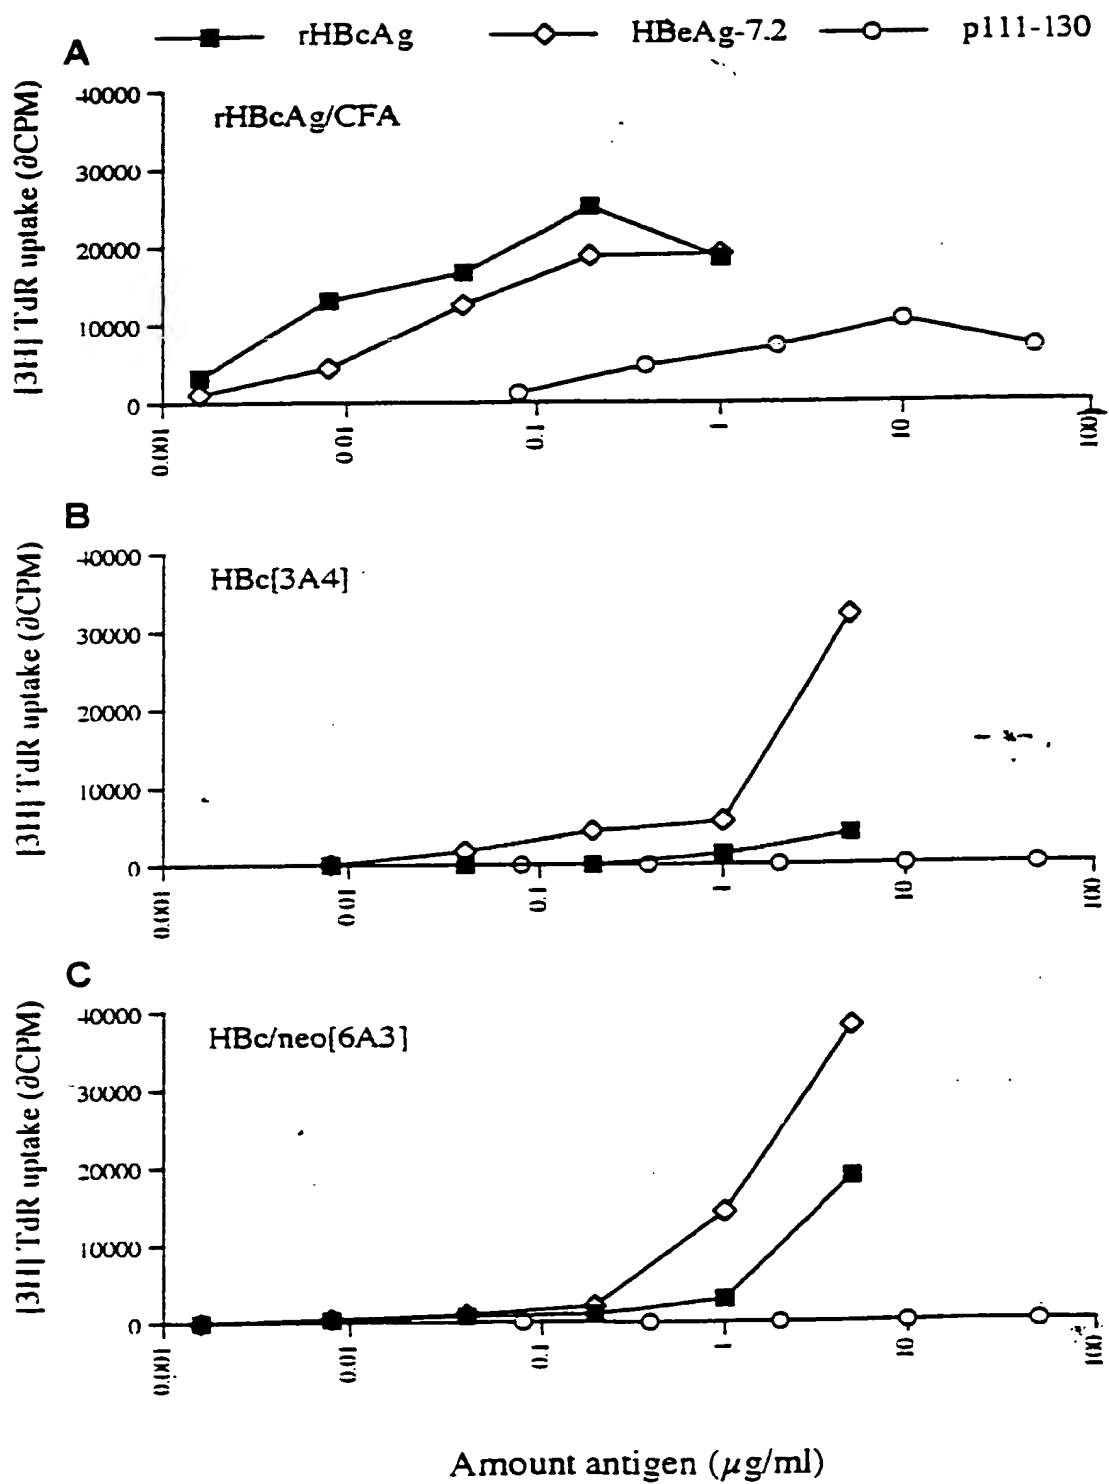 rHBcAg HBeAg-7.2 p111-130
A
[3H] TdR uptake (∂CPM)
rHBcAg/CFA
40000
30000
20000
10000
0
0.001 0.01 0.1 1 10 100
B
[3H] TdR uptake (∂CPM)
HBc[3A4]
40000
30000
20000
10000
0
0.001 0.01 0.1 1 10 100
C
[3H] TdR uptake (∂CPM)
HBc/neo[6A3]
40000
30000
20000
10000
0
0.001 0.01 0.1 1 10 100
Amount antigen (µg/ml)